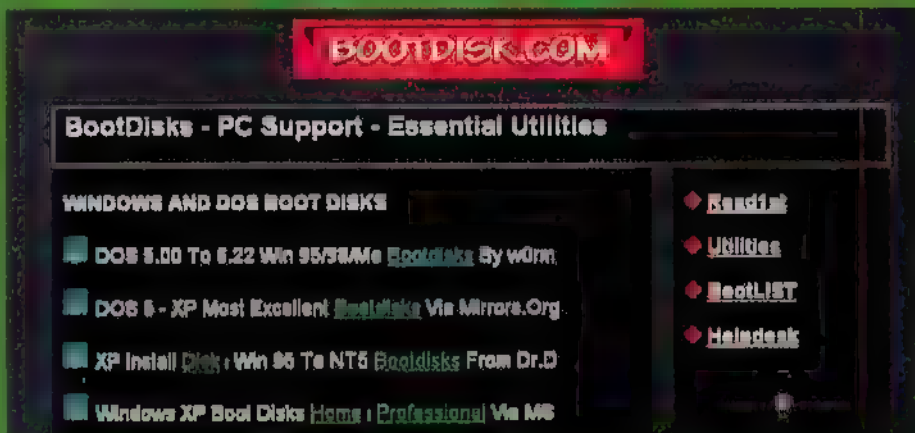 BOOTDISK.COM
BootDisks - PC Support - Essential Utilities
WINDOWS AND DOS BOOT DISKS
DOS 5.00 To 6.22 Win 95/98/Me Bootdisks By würm
DOS 5 - XP Most Excellent Bootdisks Via Mirrors.Org
XP Install Disk : Win 95 To NT5 Bootdisks From Dr.D
Windows XP Boot Disks Home : Professional Via MS
Read1st
Utilities
BootLIST
Helpdesk